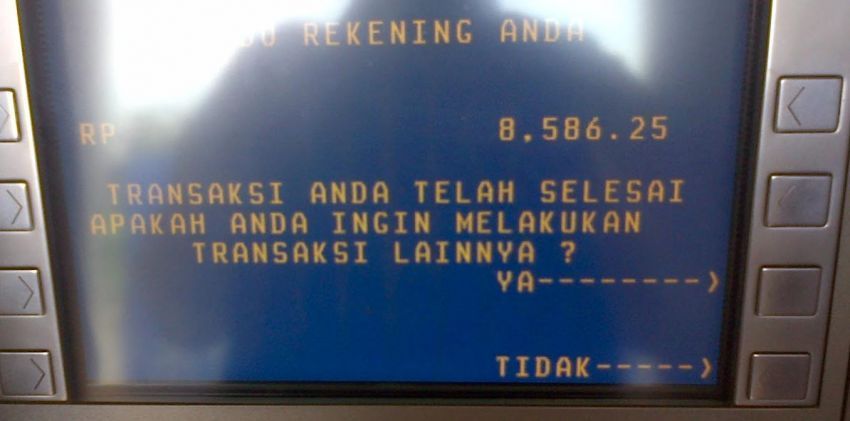 REKENING ANDA
RP 8,586.25
TRANSAKSI ANDA TELAH SELESAI
APAKAH ANDA INGIN MELAKUKAN
TRANSAKSI LAINNYA ?
YA--------->
TIDAK----->